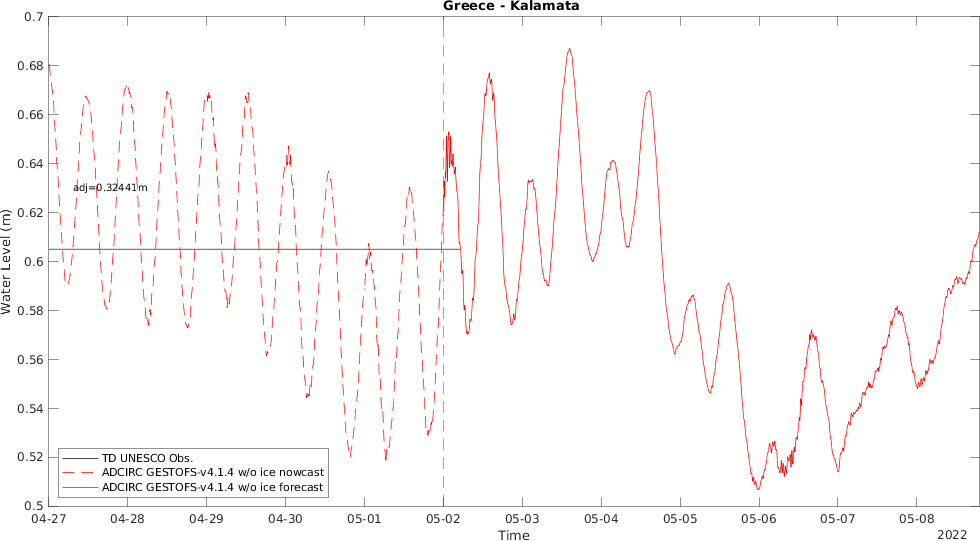 Greece - Kalamata
0.7
0.68
0.66
0.64
0.62
0.6
0.58
0.56
0.54
0.52
0.5
Water Level (m)
adj=0.32441m
TD UNESCO Obs.
ADCIRC GESTOFS-v4.1.4 w/o ice nowcast
ADCIRC GESTOFS-v4.1.4 w/o ice forecast
04-27 04-28 04-29 04-30 05-01 05-02 05-03 05-04 05-05 05-06 05-07 05-08
Time
2022